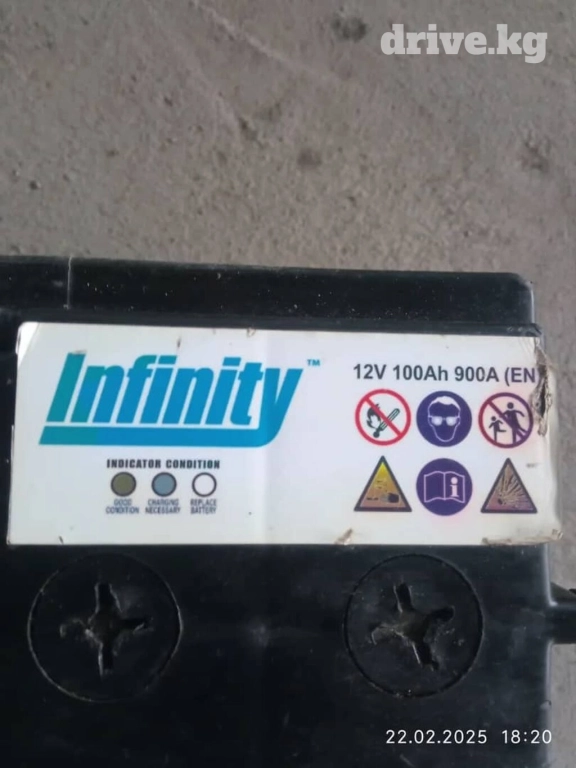 drive.kg
Infinity™
12V 100Ah 900A (EN
INDICATOR CONDITION
GOOD CONDITION
CHARGING NECESSARY
REPLACE BATTERY
22.02.2025 18:20